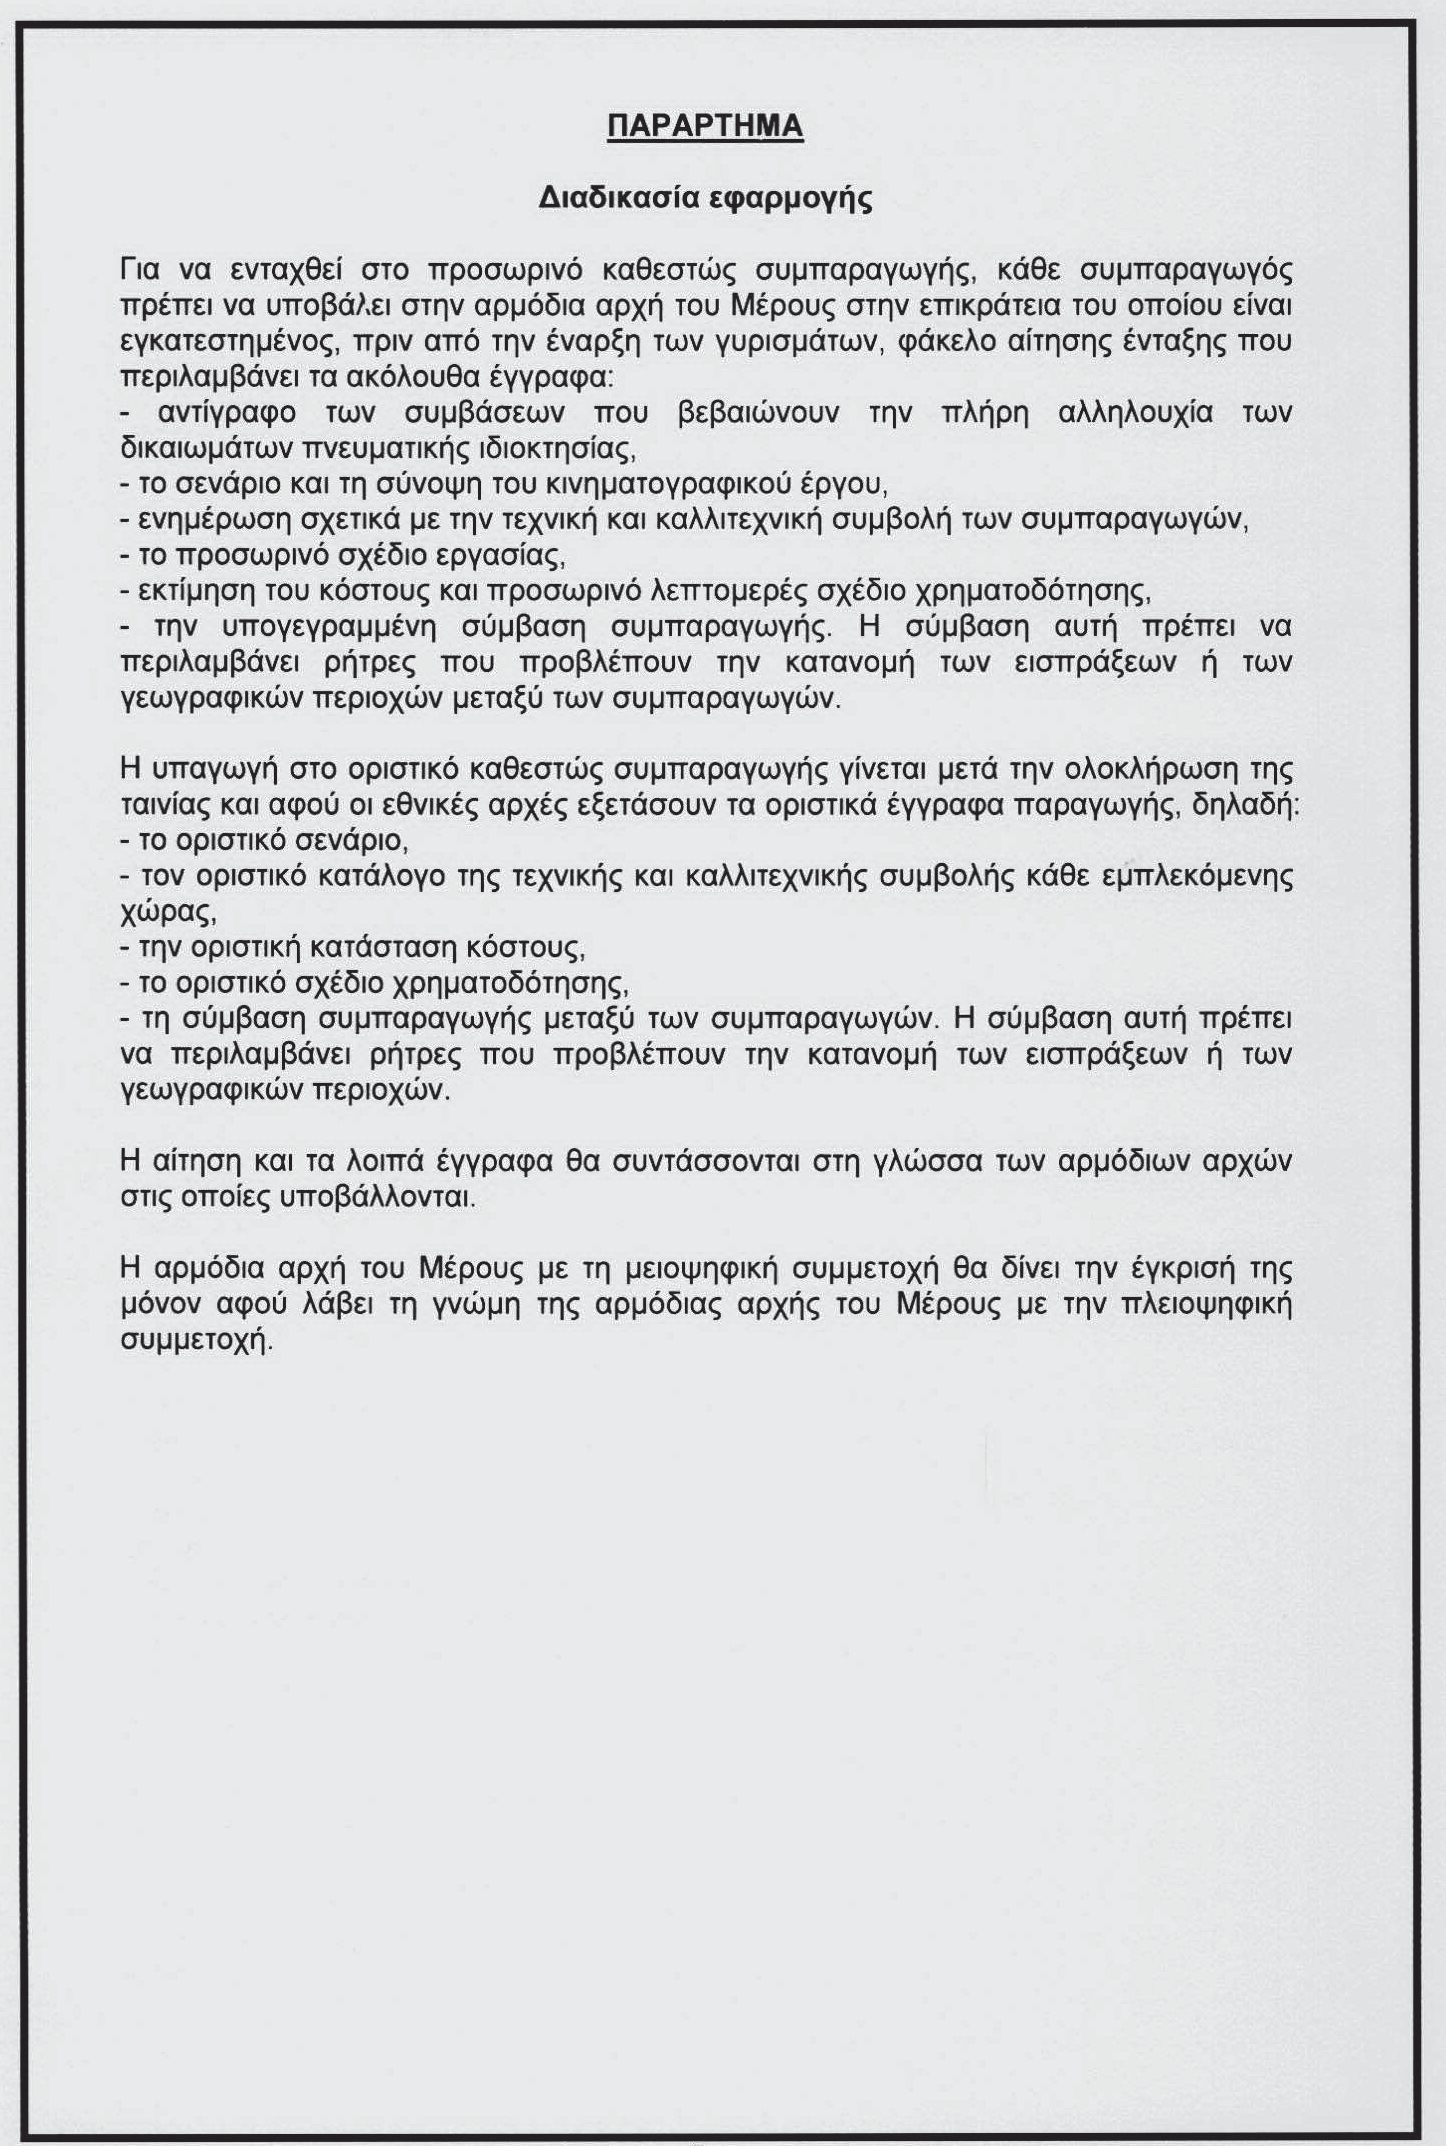 ΠΑΡΑΡΤΗΜΑ
Διαδικασία εφαρμογής
Για να ενταχθεί στο προσωρινό καθεστώς συμπαραγωγής, κάθε συμπαραγωγός
πρέπει να υποβάλει στην αρμόδια αρχή του Μέρους στην επικράτεια του οποίου είναι
εγκατεστημένος, πριν από την έναρξη των γυρισμάτων, φάκελο αίτησης ένταξης που
περιλαμβάνει τα ακόλουθα έγγραφα:
- αντίγραφο των συμβάσεων που βεβαιώνουν την πλήρη αλληλουχία των
δικαιωμάτων πνευματικής ιδιοκτησίας,
- το σενάριο και τη σύνοψη του κινηματογραφικού έργου,
- ενημέρωση σχετικά με την τεχνική και καλλιτεχνική συμβολή των συμπαραγωγών,
- το προσωρινό σχέδιο εργασίας,
- εκτίμηση του κόστους και προσωρινό λεπτομερές σχέδιο χρηματοδότησης,
- την υπογεγραμμένη σύμβαση συμπαραγωγής. Η σύμβαση αυτή πρέπει να
περιλαμβάνει ρήτρες που προβλέπουν την κατανομή των εισπράξεων ή των
γεωγραφικών περιοχών μεταξύ των συμπαραγωγών.
Η υπαγωγή στο οριστικό καθεστώς συμπαραγωγής γίνεται μετά την ολοκλήρωση της
ταινίας και αφού οι εθνικές αρχές εξετάσουν τα οριστικά έγγραφα παραγωγής, δηλαδή:
- το οριστικό σενάριο,
- τον οριστικό κατάλογο της τεχνικής και καλλιτεχνικής συμβολής κάθε εμπλεκόμενης
χώρας,
- την οριστική κατάσταση κόστους,
- το οριστικό σχέδιο χρηματοδότησης,
- τη σύμβαση συμπαραγωγής μεταξύ των συμπαραγωγών. Η σύμβαση αυτή πρέπει
να περιλαμβάνει ρήτρες που προβλέπουν την κατανομή των εισπράξεων ή των
γεωγραφικών περιοχών.
Η αίτηση και τα λοιπά έγγραφα θα συντάσσονται στη γλώσσα των αρμόδιων αρχών
στις οποίες υποβάλλονται.
Η αρμόδια αρχή του Μέρους με τη μειοψηφική συμμετοχή θα δίνει την έγκρισή της
μόνον αφού λάβει τη γνώμη της αρμόδιας αρχής του Μέρους με την πλειοψηφική
συμμετοχή.